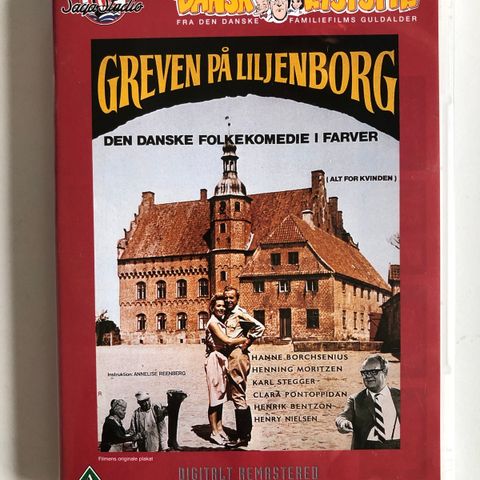 Saga Studio
DANSK
FRA DEN DANSKE FAMILIEFILMS GULDALDER
GREVEN PÅ LILJENBORG
DEN DANSKE FOLKEKOMEDIE I FARVER
(ALT FOR KVINDEN)
HANNE BORCHSENIUS
HENNING MORITZEN
KARL STEGGER
CLARA PONTOPPIDAN
HENRIK BENTZON
HENRY NIELSEN
Instruktion: ANNELISE REENBERG
Filmens originale plakat
A
DIGITALT REMASTERED